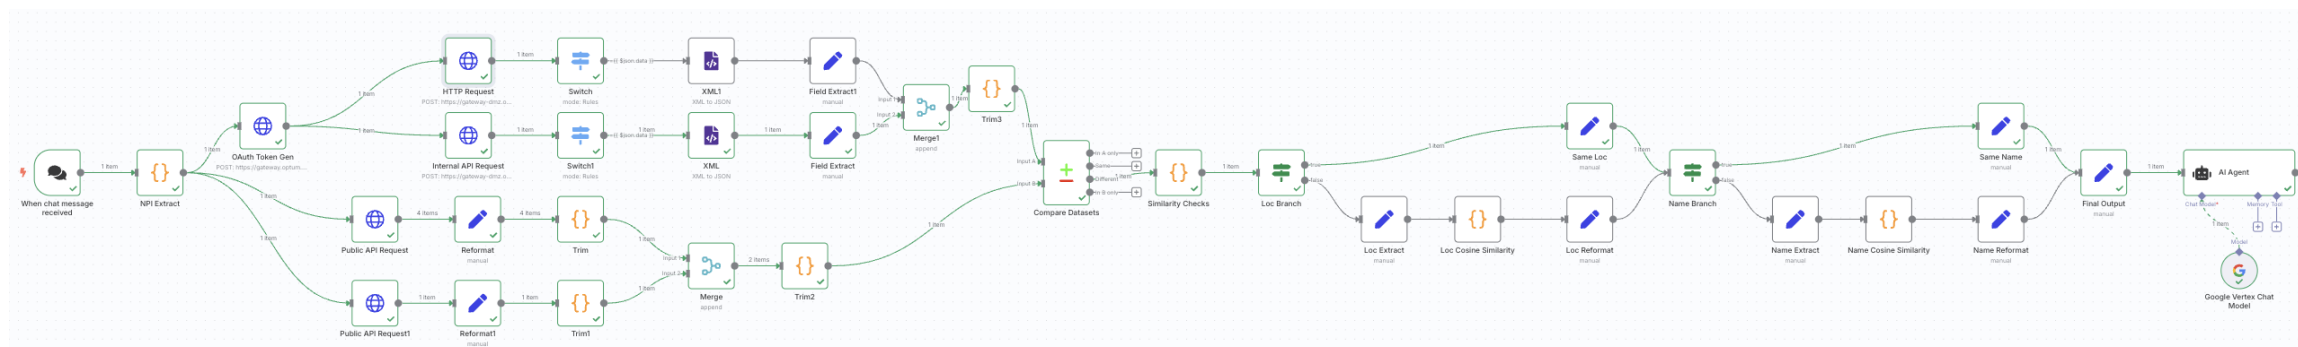 When chat message
received
1 item
NPI Extract
1 item
1 item
1 item
OAuth Token Gen
POST: https://gateway.optum....
1 item
1 item
HTTP Request
POST: https://gateway-dmz.o...
1 item
Switch
mode: Rules
XML1
XML to JSON
Field Extract1
manual
Internal API Request
POST: https://gateway-dmz.o...
1 item
Switch1
mode: Rules
1 item
XML
XML to JSON
1 item
Field Extract
manual
Input 1
Input 2
1 item
Merge1
append
1 item
Trim3
1 item
Public API Request
4 items
Reformat
manual
4 items
Trim
1 item
Public API Request1
1 item
Reformat1
manual
1 item
Trim1
1 item
Input 1
Input 2
Merge
append
2 items
Trim2
1 item
Input A
Input B
Compare Datasets
In A only
Same
Different
In B only
1 item
Similarity Checks
1 item
Loc Branch
true
false
1 item
Same Loc
manual
1 item
Loc Extract
manual
Loc Cosine Similarity
Loc Reformat
manual
Name Branch
true
false
1 item
Same Name
manual
1 item
Name Extract
manual
Name Cosine Similarity
Name Reformat
manual
Final Output
manual
1 item
AI Agent
Chat Model*
Memory
Tool
1 item
Model
Google Vertex Chat
Model